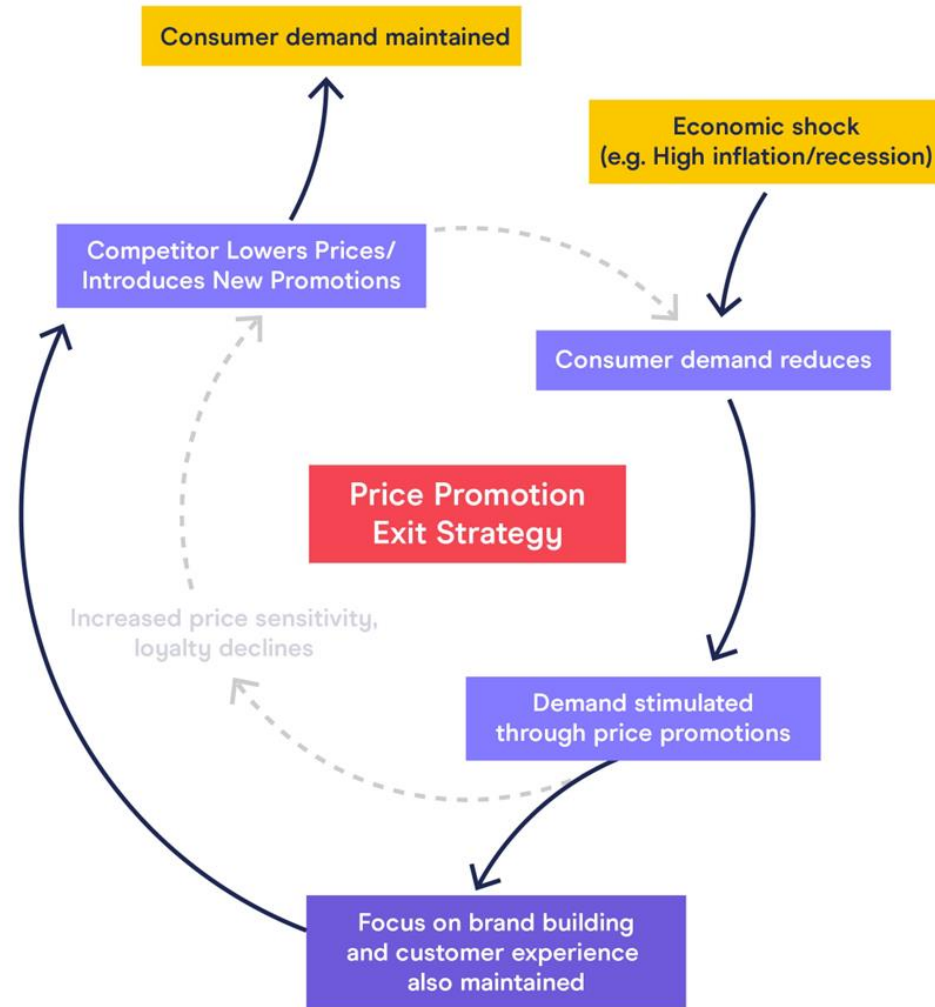 Consumer demand maintained
Economic shock
(e.g. High inflation/recession)
Competitor Lowers Prices/
Introduces New Promotions
Consumer demand reduces
Price Promotion
Exit Strategy
Increased price sensitivity,
loyalty declines
Demand stimulated
through price promotions
Focus on brand building
and customer experience
also maintained